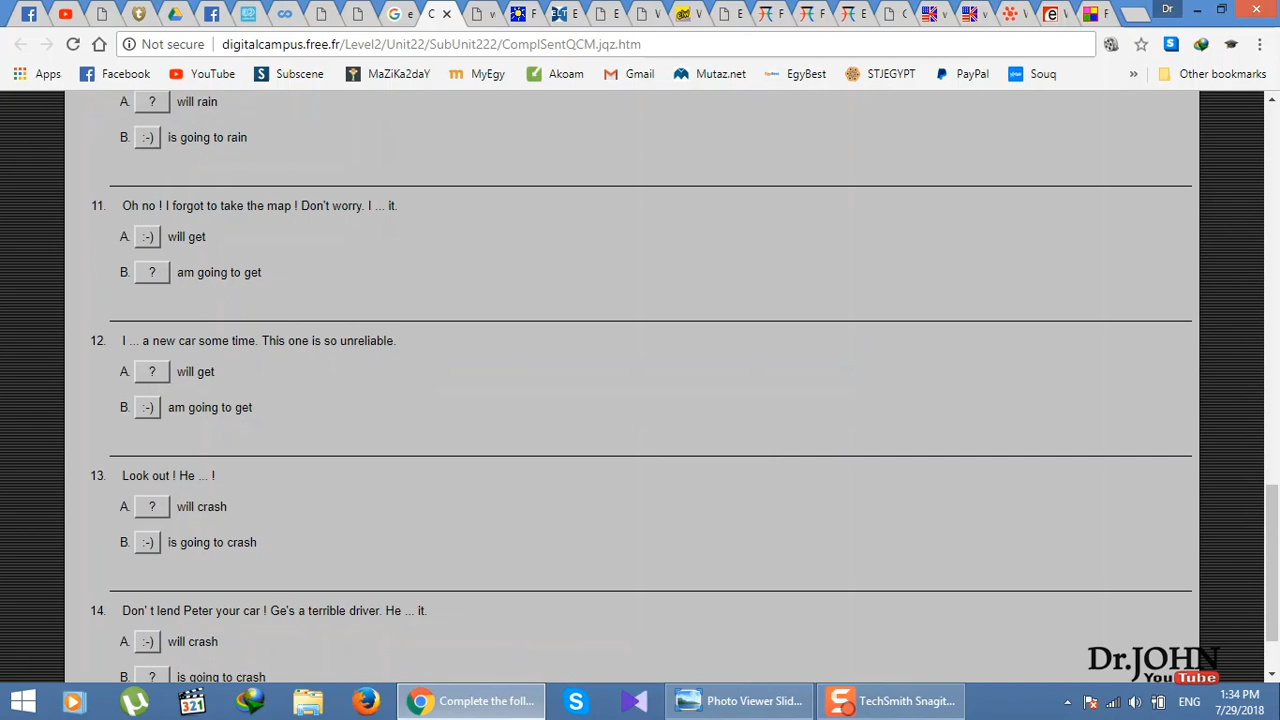 Dr
Not secure | digitalcampus.free.fr/Level2/Unit22/SubUnit222/ComplSentQCM.jqz.htm
Apps Facebook YouTube Subscene MaZiKa2daY MyEgy Akoam Gmail Mutaz.net EgyBest STJEGYPT PayPal Souq » Other bookmarks
A. ? will rain
B. :-) is going to rain
11. Oh no ! I forgot to take the map ! Don't worry. I ... it.
A. :-) will get
B. ? am going to get
12. I ... a new car some time. This one is so unreliable.
A. ? will get
B. :-) am going to get
13. Look out ! He ... !
A. ? will crash
B. :-) is going to crash
14. Don' t lend Peter your car ! Ge's a terrible driver. He ... it.
A. :-) will crash
B. ? is going to crash
Dr.JOHN
YouTube
Complete the foll... Photo Viewer Slid... TechSmith Snagit... ENG 1:34 PM
7/29/2018